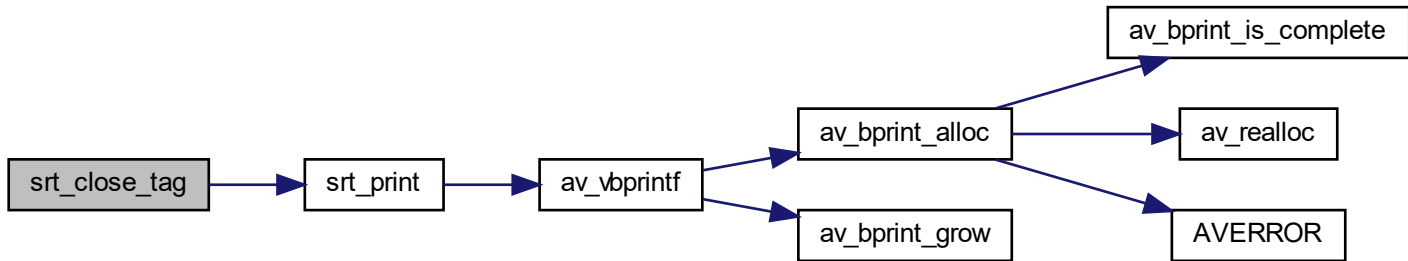 srt_close_tag
srt_print
av_vbprintf
av_bprint_alloc
av_bprint_is_complete
av_realloc
AVERROR
av_bprint_grow